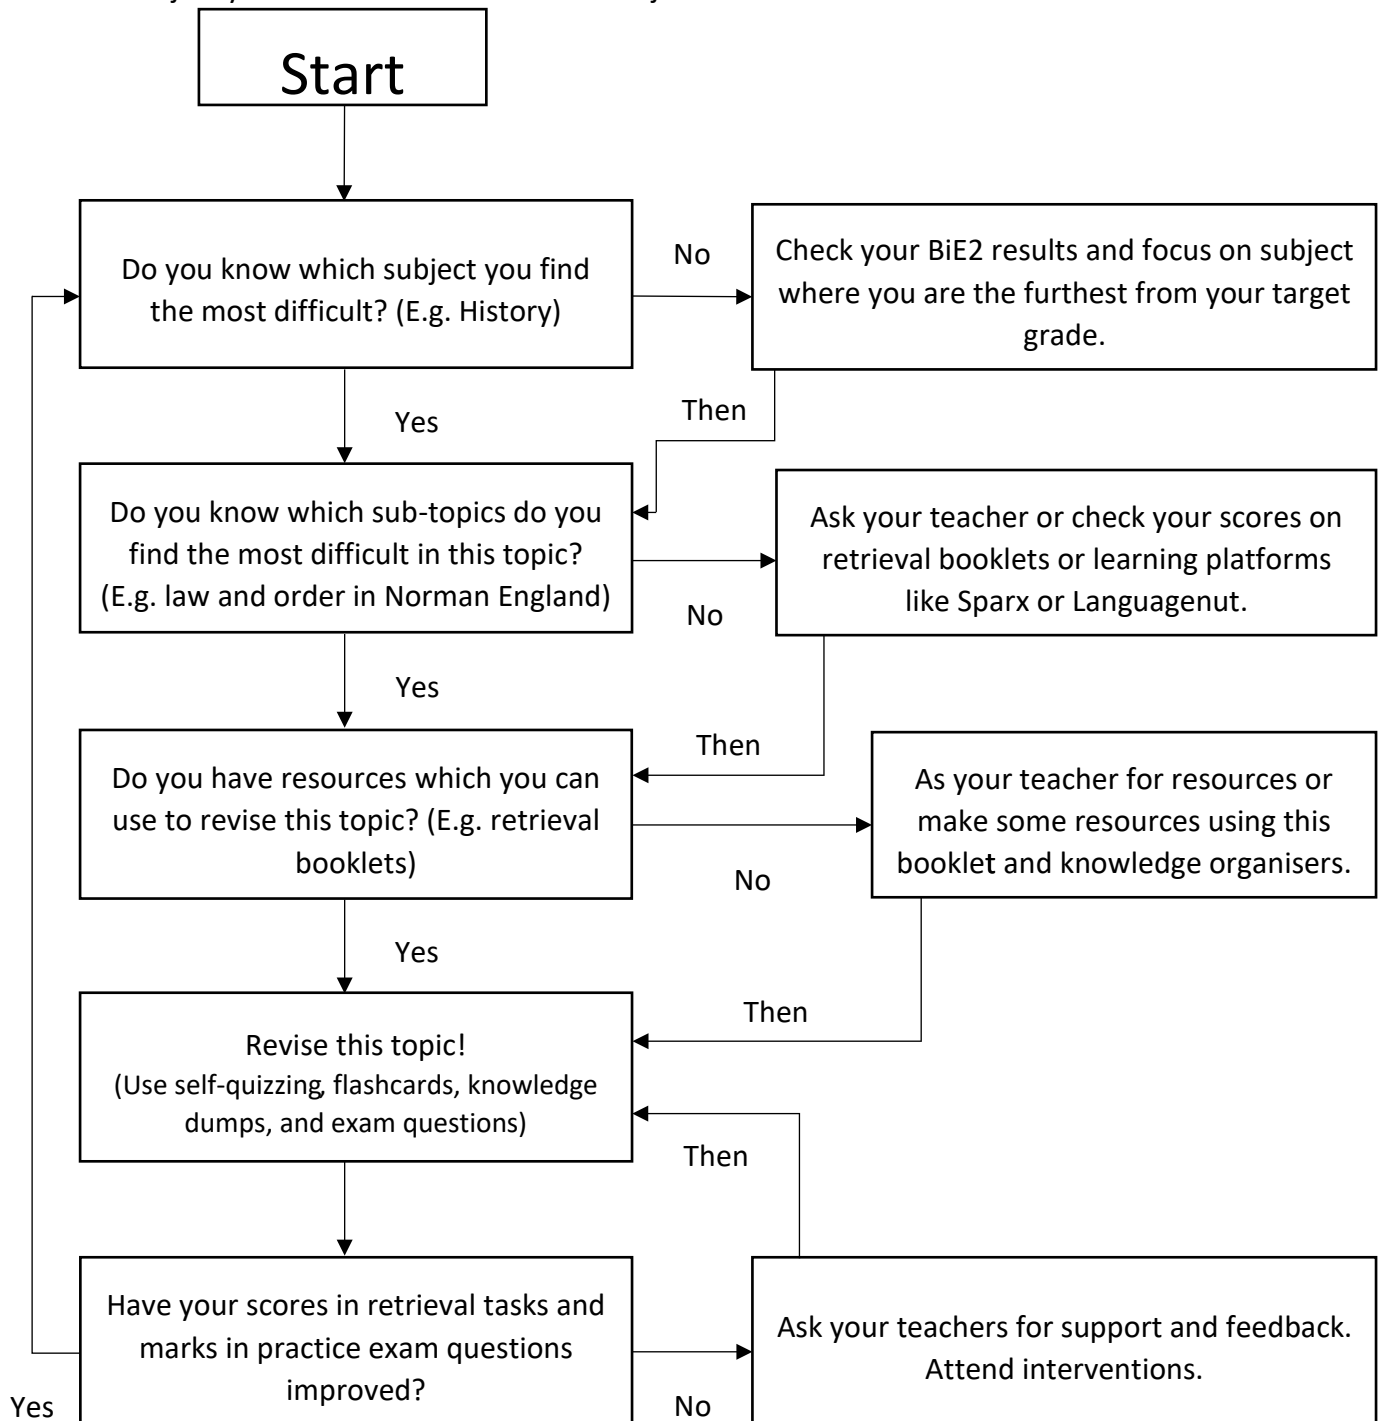 Start
Do you know which subject you find
the most difficult? (E.g. History)
No
Check your BiE2 results and focus on subject
where you are the furthest from your target
grade.
Yes
Then
Do you know which sub-topics do you
find the most difficult in this topic?
(E.g. law and order in Norman England)
No
Ask your teacher or check your scores on
retrieval booklets or learning platforms
like Sparx or Languagenut.
Yes
Then
Do you have resources which you can
use to revise this topic? (E.g. retrieval
booklets)
No
As your teacher for resources or
make some resources using this
booklet and knowledge organisers.
Yes
Then
Revise this topic!
(Use self-quizzing, flashcards, knowledge
dumps, and exam questions)
Then
Have your scores in retrieval tasks and
marks in practice exam questions
improved?
Yes
No
Ask your teachers for support and feedback.
Attend interventions.